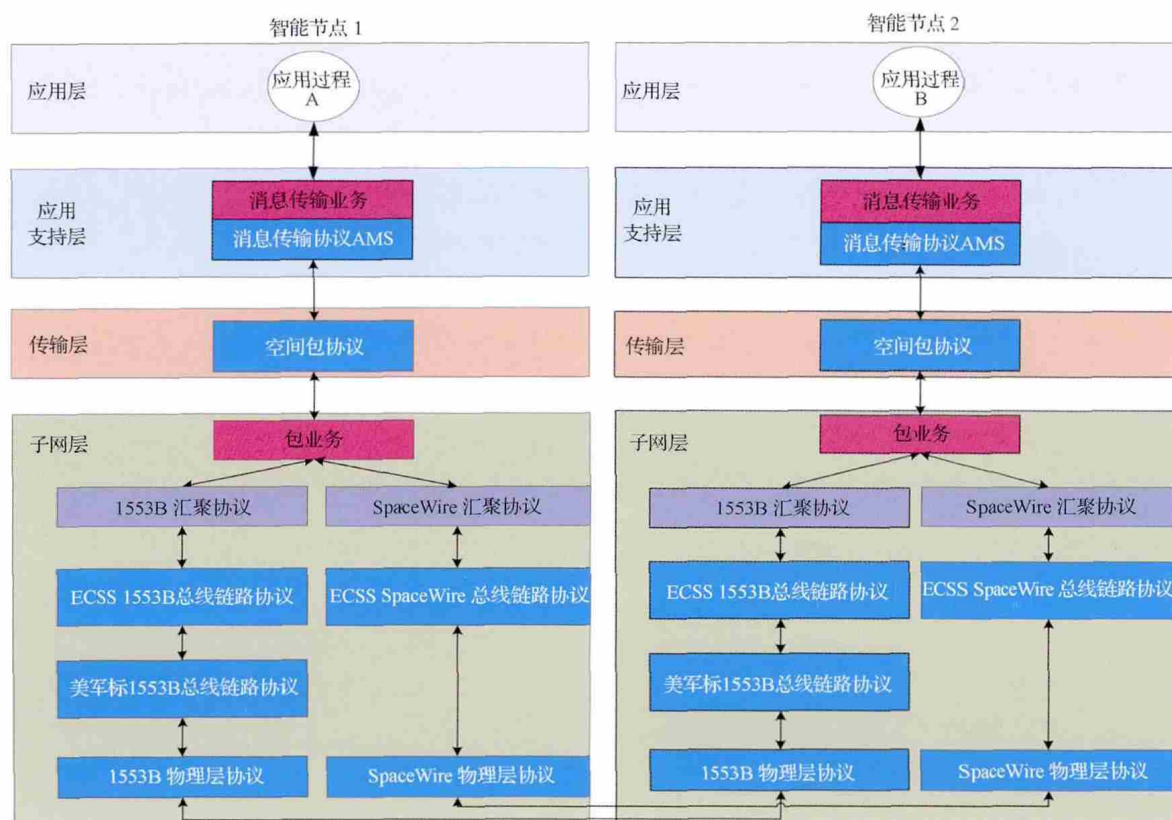 智能节点 1
应用层
应用过程
A
应用
支持层
消息传输业务
消息传输协议AMS
传输层
空间包协议
子网层
包业务
1553B 汇聚协议
SpaceWire 汇聚协议
ECSS 1553B总线链路协议
ECSS SpaceWire 总线链路协议
美军标1553B总线链路协议
1553B 物理层协议
SpaceWire 物理层协议
智能节点 2
应用层
应用过程
B
应用
支持层
消息传输业务
消息传输协议AMS
传输层
空间包协议
子网层
包业务
1553B 汇聚协议
SpaceWire 汇聚协议
ECSS 1553B总线链路协议
ECSS SpaceWire 总线链路协议
美军标1553B总线链路协议
1553B 物理层协议
SpaceWire 物理层协议